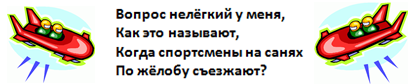 Вопрос нелёгкий у меня,
Как это называют,
Когда спортсмены на санях
По жёлобу съезжают?